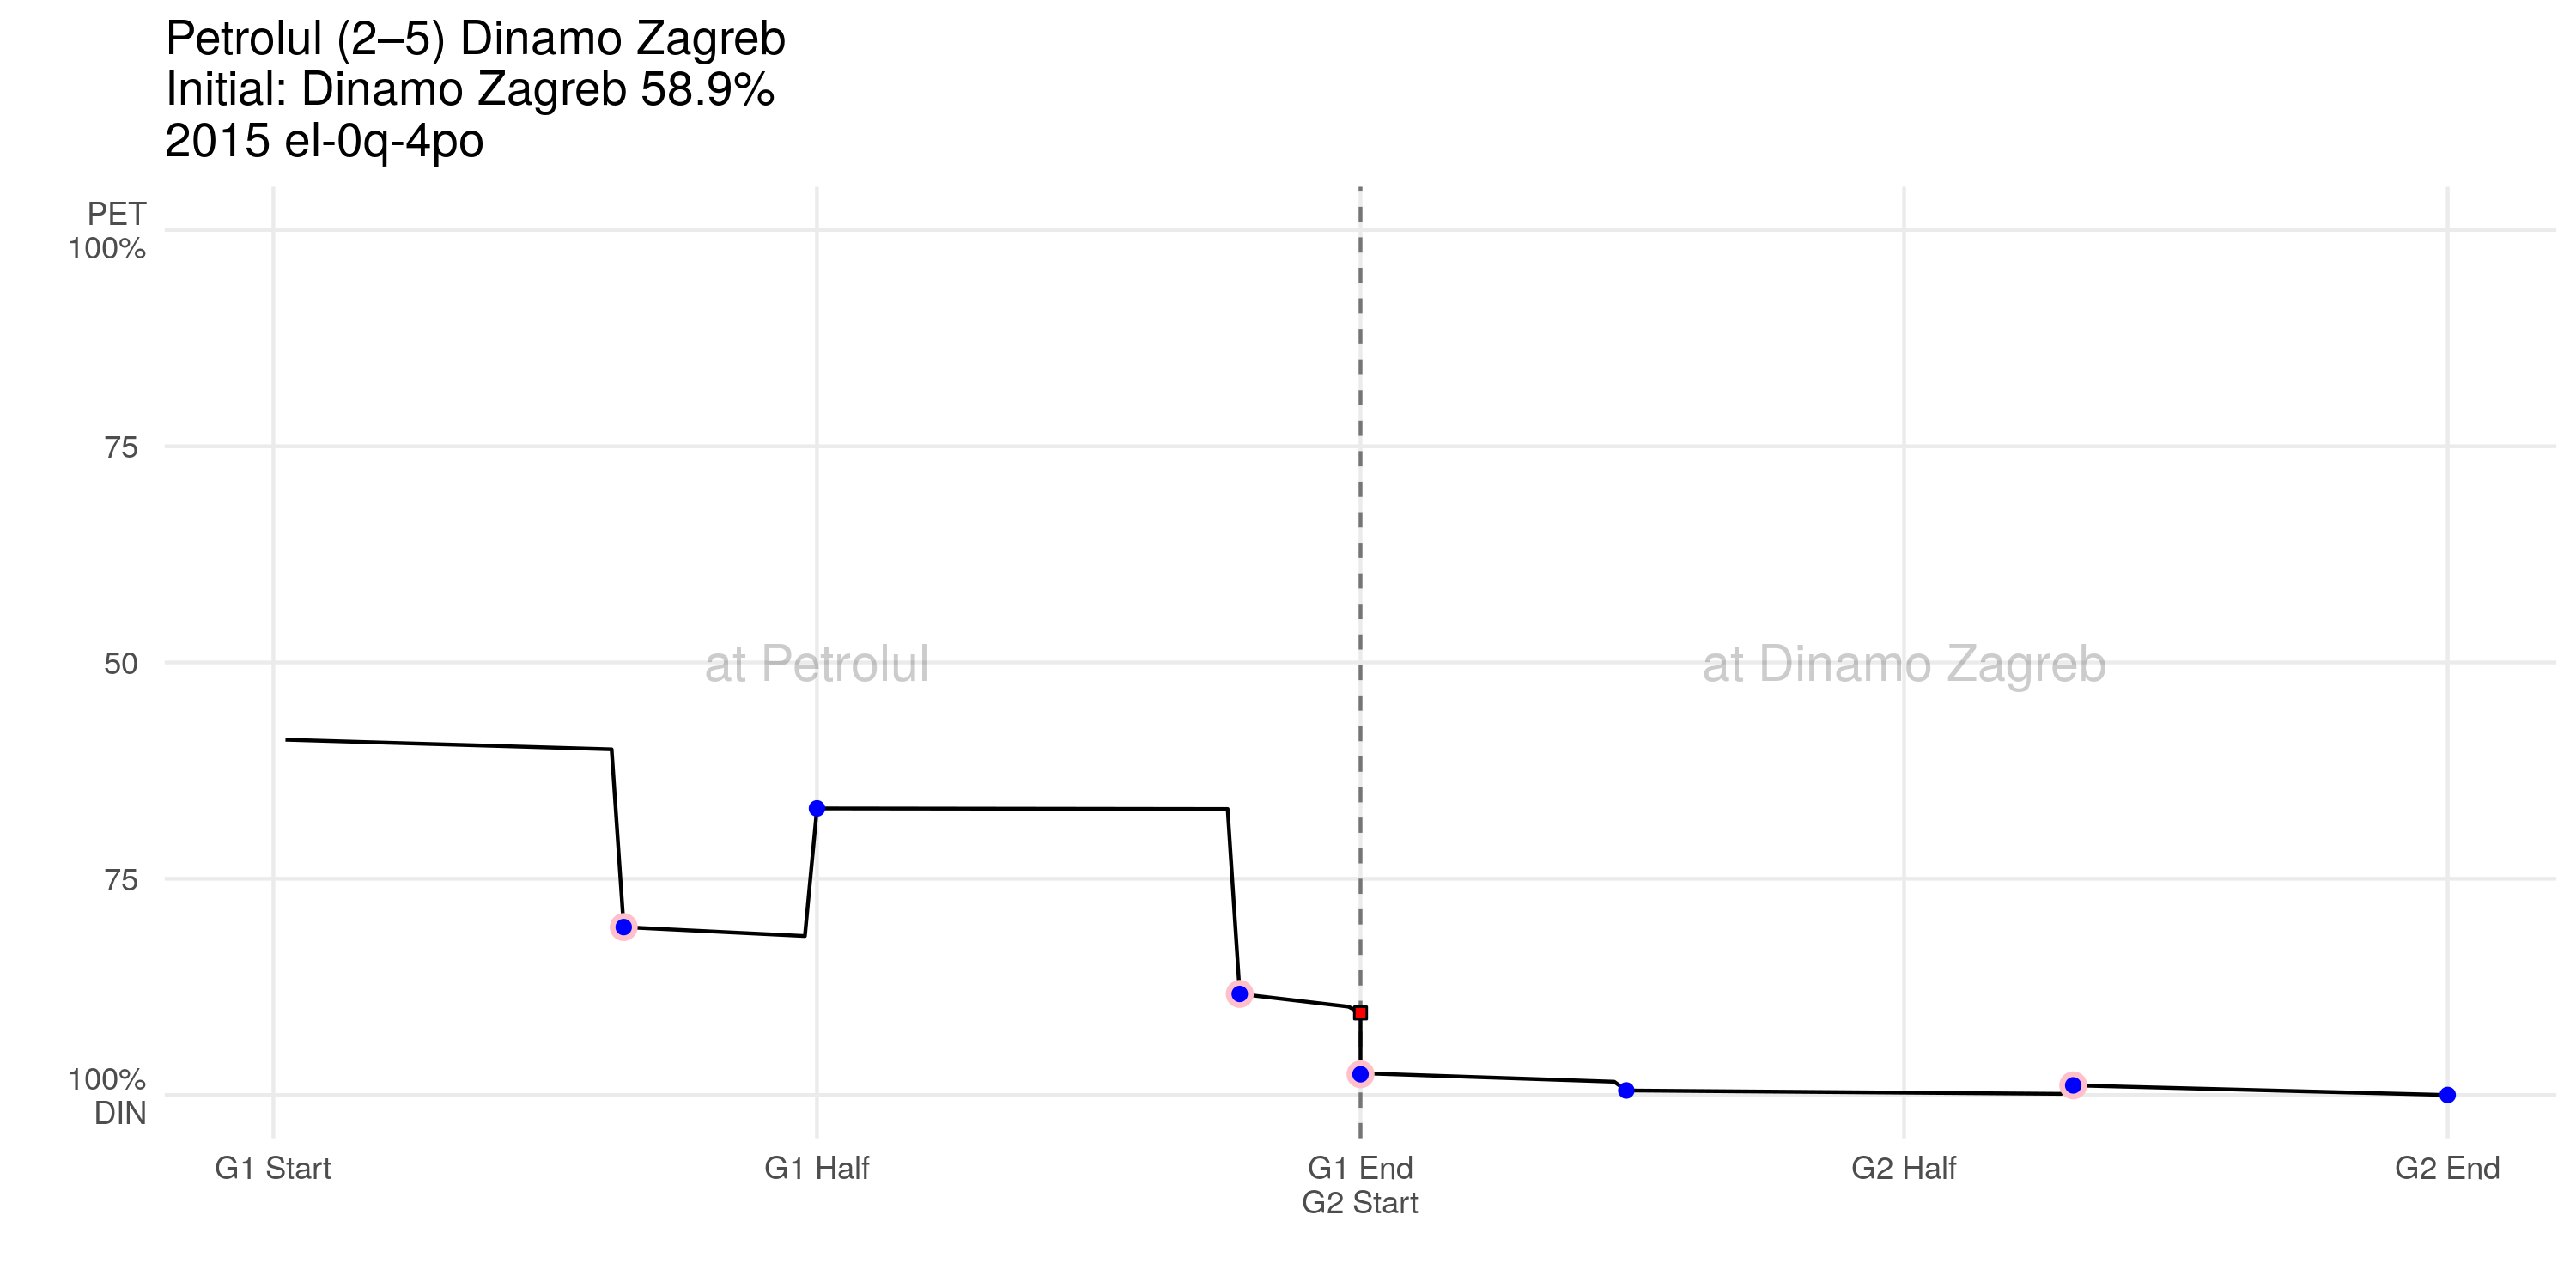 Petrolul (2–5) Dinamo Zagreb
Initial: Dinamo Zagreb 58.9%
2015 el-0q-4po
PET
100%
75
50
75
100%
DIN
at Petrolul
at Dinamo Zagreb
G1 Start
G1 Half
G1 End
G2 Start
G2 Half
G2 End